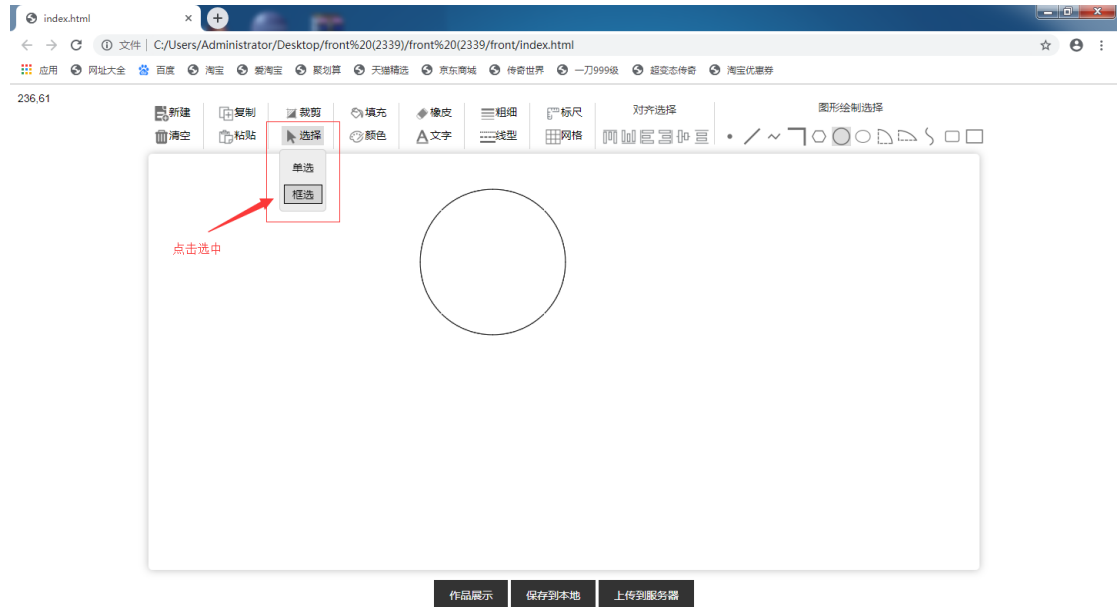 index.html
文件 C:/Users/Administrator/Desktop/front%20(2339)/front%20(2339/front/index.html
应用 网址大全 百度 淘宝 爱淘宝 聚划算 天猫精选 京东商城 传奇世界 一刀999级 超变态传奇 淘宝优惠券
236,61
新建 复制 裁剪 填充 橡皮 粗细 标尺 对齐选择 图形绘制选择
清空 粘贴 选择 颜色 A文字 线型 网格
单选
框选
点击选中
作品展示 保存到本地 上传到服务器